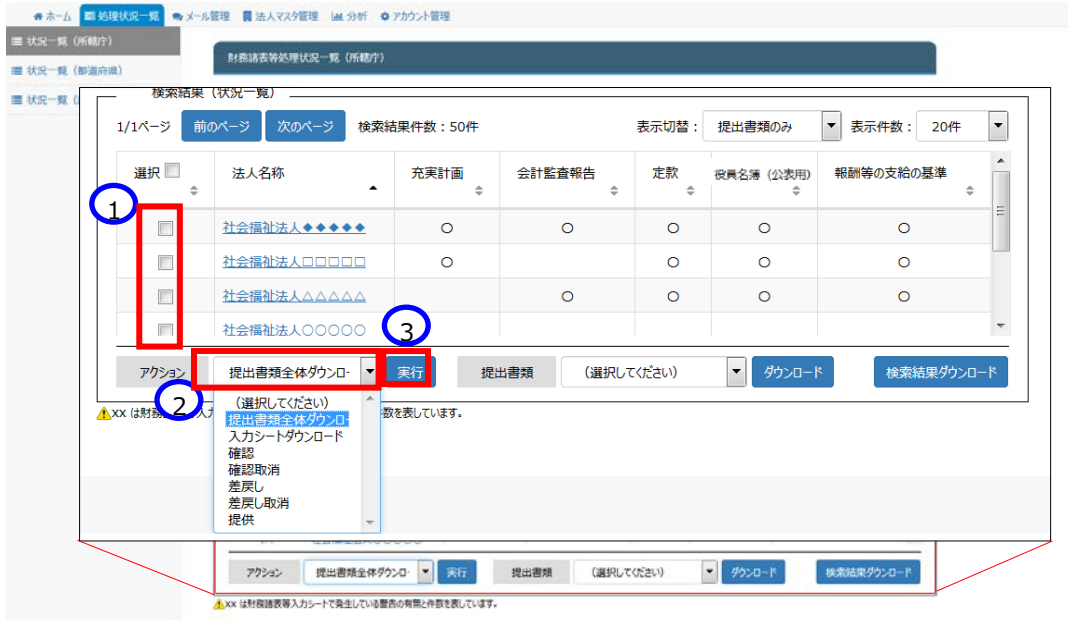 ホーム 処理状況一覧 メール管理 法人マスタ管理 分析 アカウント管理
状況一覧（所轄庁）
財務諸表等処理状況一覧（所轄庁）
状況一覧（都道府県）
状況一覧（
検索結果（状況一覧）
1/1ページ 前のページ 次のページ 検索結果件数：50件 表示切替： 提出書類のみ 表示件数： 20件
選択 法人名称 充実計画 会計監査報告 定款 役員名簿（公表用） 報酬等の支給の基準
1
社会福祉法人◆◆◆◆◆ ○ ○ ○ ○ ○
社会福祉法人□□□□□ ○ ○ ○ ○
社会福祉法人△△△△△ ○ ○ ○ ○
社会福祉法人○○○○○
3
アクション 提出書類全体ダウンロ- 実行 提出書類 （選択してください） ダウンロード 検索結果ダウンロード
2
xx は財務 入力 件数を表しています。
（選択してください）
提出書類全体ダウンロ-
入力シートダウンロード
確認
確認取消
差戻し
差戻し取消
提供
アクション 提出書類全体ダウンロ- 実行 提出書類 （選択してください） ダウンロード 検索結果ダウンロード
xx は財務諸表等入力シートで発生している警告の有無と件数を表しています。